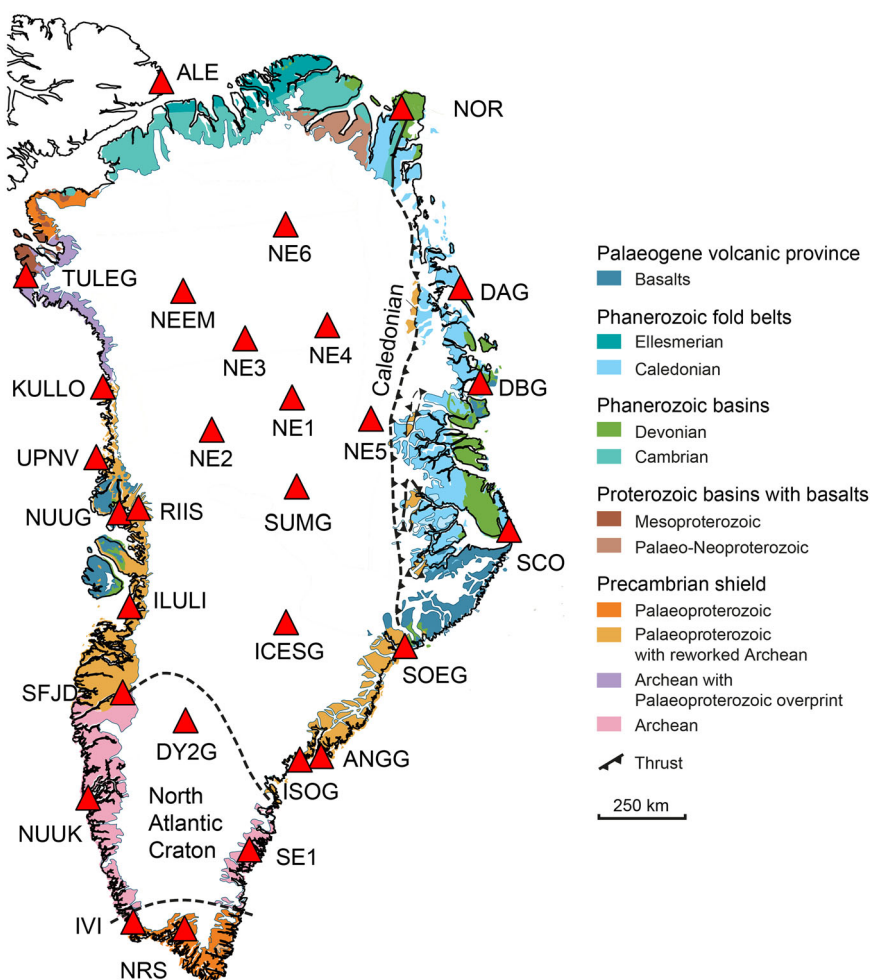 ALE
NOR
NE6
TULEG
NEEM
DAG
NE3
NE4
Caledonian
KULLO
DBG
NE1
NE5
NE2
UPNV
SUMG
NUUG
RIIS
SCO
ILULI
ICESG
SOEG
SFJD
DY2G
ANGG
ISOG
North
Atlantic
Craton
NUUK
SE1
IVI
NRS
Palaeogene volcanic province
Basalts
Phanerozoic fold belts
Ellesmerian
Caledonian
Phanerozoic basins
Devonian
Cambrian
Proterozoic basins with basalts
Mesoproterozoic
Palaeo-Neoproterozoic
Precambrian shield
Palaeoproterozoic
Palaeoproterozoic
with reworked Archean
Archean with
Palaeoproterozoic overprint
Archean
Thrust
250 km